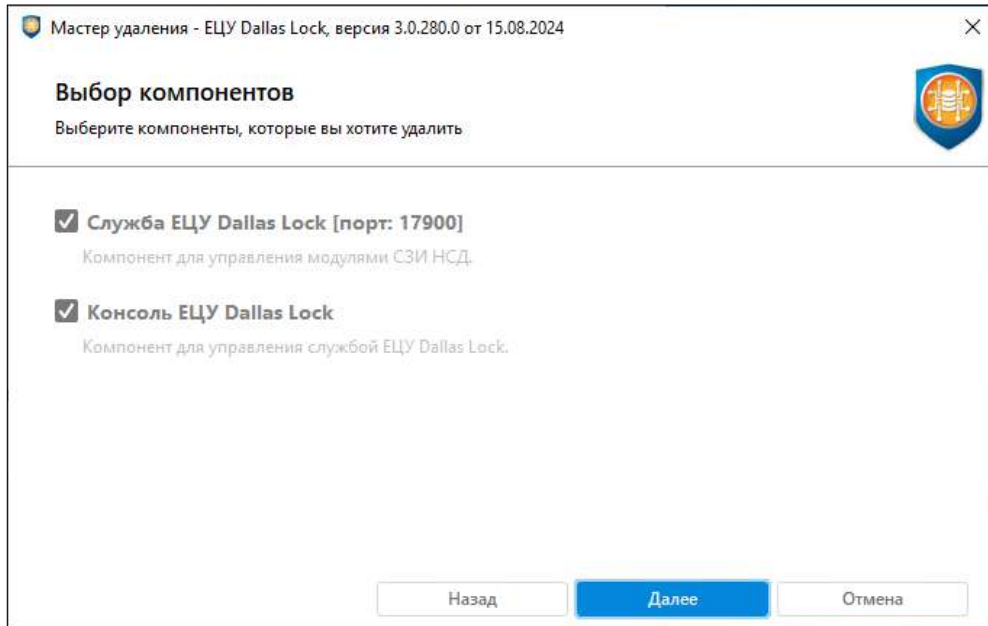 Мастер удаления - ЕЦУ Dallas Lock, версия 3.0.280.0 от 15.08.2024
Выбор компонентов
Выберите компоненты, которые вы хотите удалить
Служба ЕЦУ Dallas Lock [порт: 17900]
Компонент для управления модулями СЗИ НСД.
Консоль ЕЦУ Dallas Lock
Компонент для управления службой ЕЦУ Dallas Lock.
Назад Далее Отмена